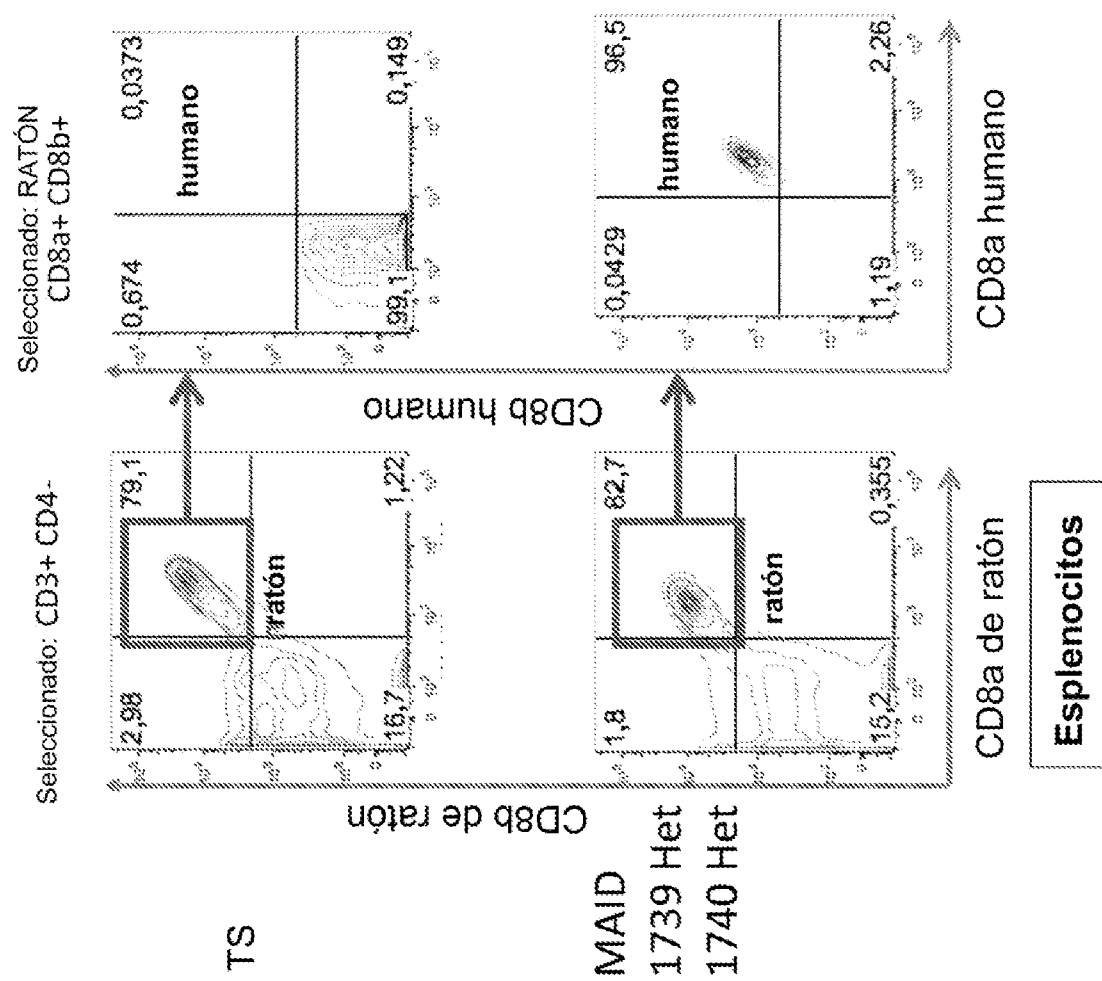 Seleccionado: CD3+ CD4-
Seleccionado: RATÓN
CD8a+ CD8b+
TS
2,98
79,1
ratón
16,7
1,22
0,674
0,0373
humano
99,1
0,149
CD8b de ratón
CD8b humano
MAID
1739 Het
1740 Het
1,8
82,7
ratón
15,2
0,355
0,0429
96,5
humano
1,19
2,26
CD8a de ratón
CD8a humano
Esplenocitos